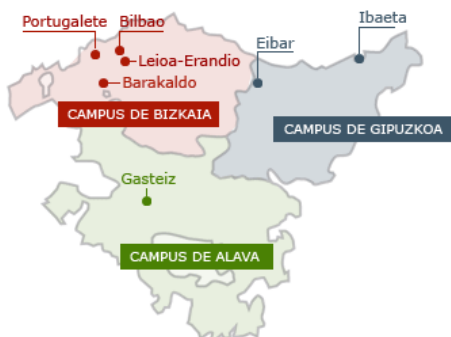 Ibaeta
Portugalete
Bilbao
Eibar
Leioa-Erandio
Barakaldo
CAMPUS DE BIZKAIA
CAMPUS DE GIPUZKOA
Gasteiz
CAMPUS DE ALAVA